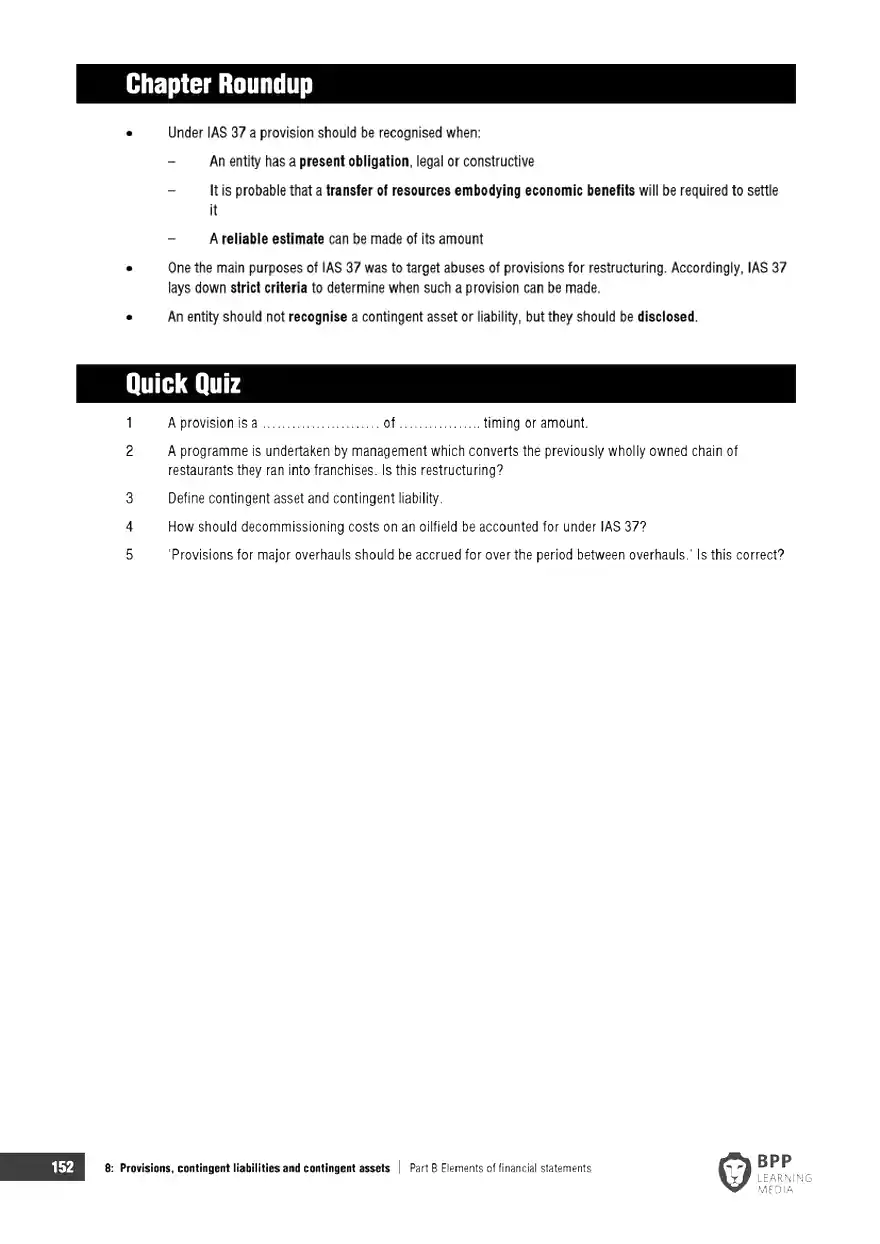 Chapter Roundup
• Under IAS 37 a provision should be recognised when:
– An entity has a present obligation, legal or constructive
– It is probable that a transfer of resources embodying economic benefits will be required to settle
it
– A reliable estimate can be made of its amount
• One the main purposes of IAS 37 was to target abuses of provisions for restructuring. Accordingly, IAS 37
lays down strict criteria to determine when such a provision can be made.
• An entity should not recognise a contingent asset or liability, but they should be disclosed.
Quick Quiz
1 A provision is a ........................ of ................. timing or amount.
2 A programme is undertaken by management which converts the previously wholly owned chain of
restaurants they ran into franchises. Is this restructuring?
3 Define contingent asset and contingent liability.
4 How should decommissioning costs on an oilfield be accounted for under IAS 37?
5 'Provisions for major overhauls should be accrued for over the period between overhauls.' Is this correct?
152 8: Provisions, contingent liabilities and contingent assets | Part B Elements of financial statements
BPP
LEARNING
MEDIA